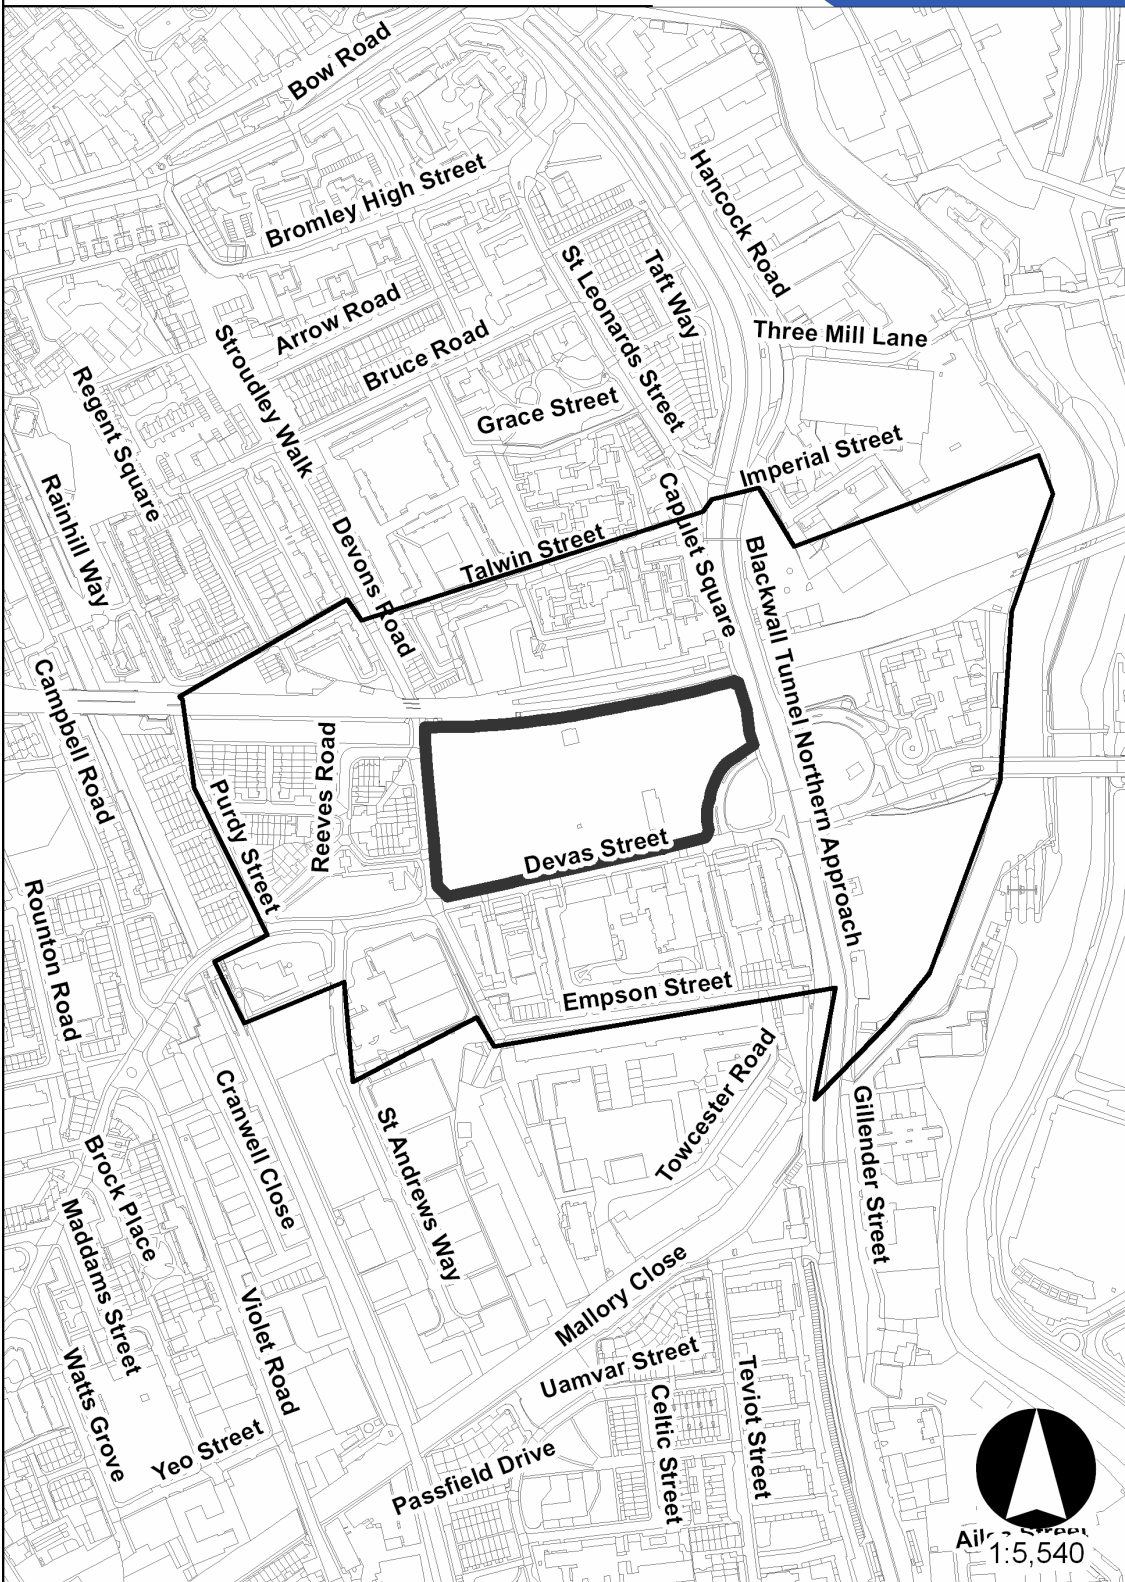 Bow Road
Bromley High Street
Hancock Road
St Leonards Street
Taft Way
Arrow Road
Stroudley Walk
Bruce Road
Three Mill Lane
Regent Square
Grace Street
Imperial Street
Rainhill Way
Capulet Square
Devons Road
Talwin Street
Blackwall Tunnel Northern Approach
Campbell Road
Reeves Road
Purdy Street
Devas Street
Rounton Road
Empson Street
Towcester Road
Cranwell Close
Gillender Street
St Andrews Way
Brock Place
Maddams Street
Mallory Close
Violet Road
Uamvar Street
Watts Grove
Teviot Street
Celtic Street
Yeo Street
Passfield Drive
Street
1:5,540